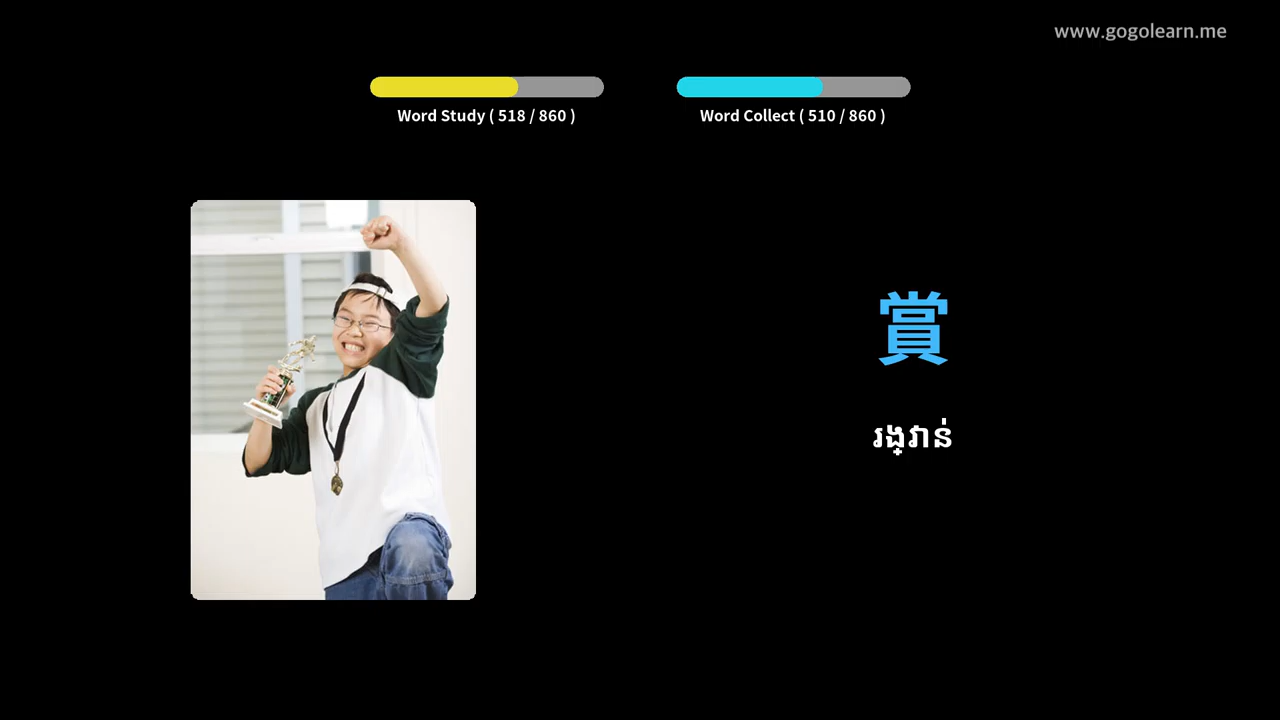 www.gogolearn.me
Word Study ( 518 / 860 )
Word Collect ( 510 / 860 )
賞
រង្វាន់